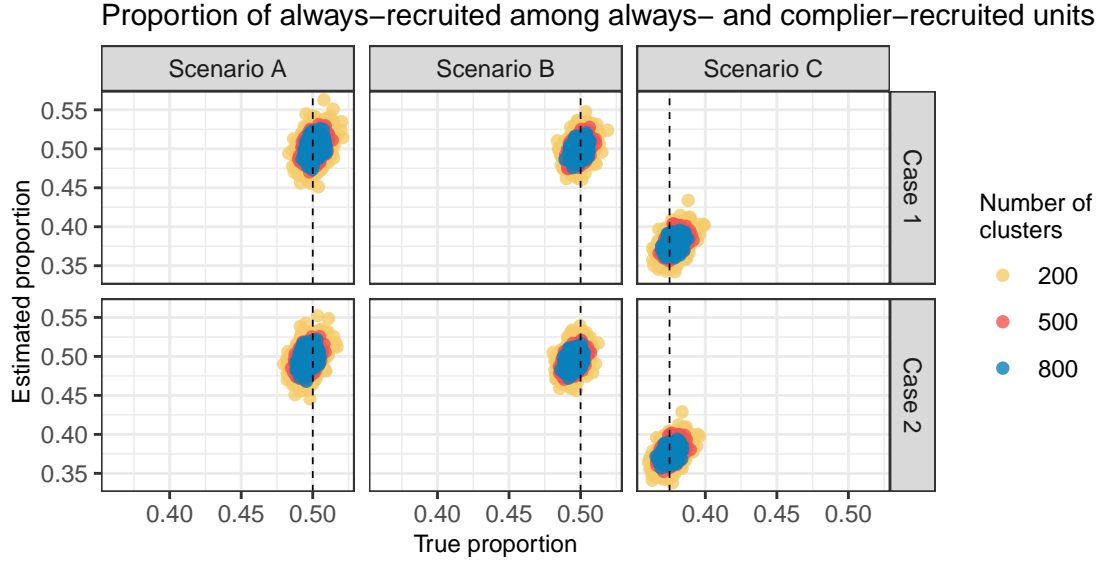 Proportion of always−recruited among always− and complier−recruited units
Scenario A
Scenario B
Scenario C
0.55
0.50
0.45
0.40
0.35
Case 1
0.55
0.50
0.45
0.40
0.35
Case 2
Estimated proportion
0.40 0.45 0.50
0.40 0.45 0.50
0.40 0.45 0.50
True proportion
Number of
clusters
200
500
800